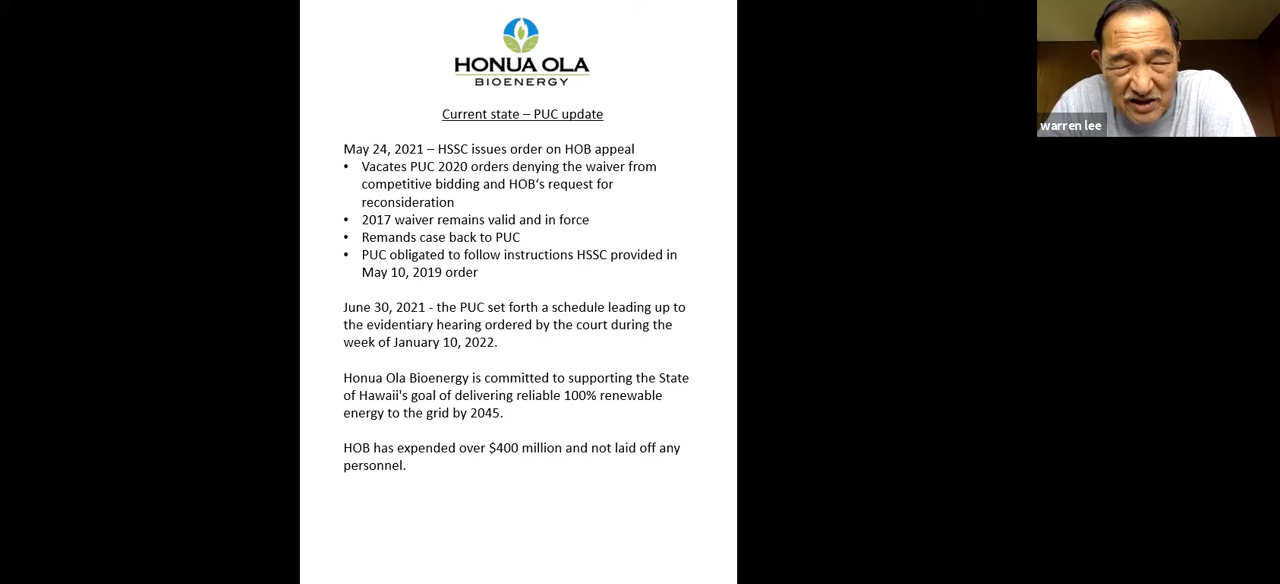 HONUA OLA
BIOENERGY
Current state – PUC update
May 24, 2021 – HSSC issues order on HOB appeal
• Vacates PUC 2020 orders denying the waiver from
competitive bidding and HOB‘s request for
reconsideration
• 2017 waiver remains valid and in force
• Remands case back to PUC
• PUC obligated to follow instructions HSSC provided in
May 10, 2019 order
June 30, 2021 - the PUC set forth a schedule leading up to
the evidentiary hearing ordered by the court during the
week of January 10, 2022.
Honua Ola Bioenergy is committed to supporting the State
of Hawaii's goal of delivering reliable 100% renewable
energy to the grid by 2045.
HOB has expended over $400 million and not laid off any
personnel.
warren lee